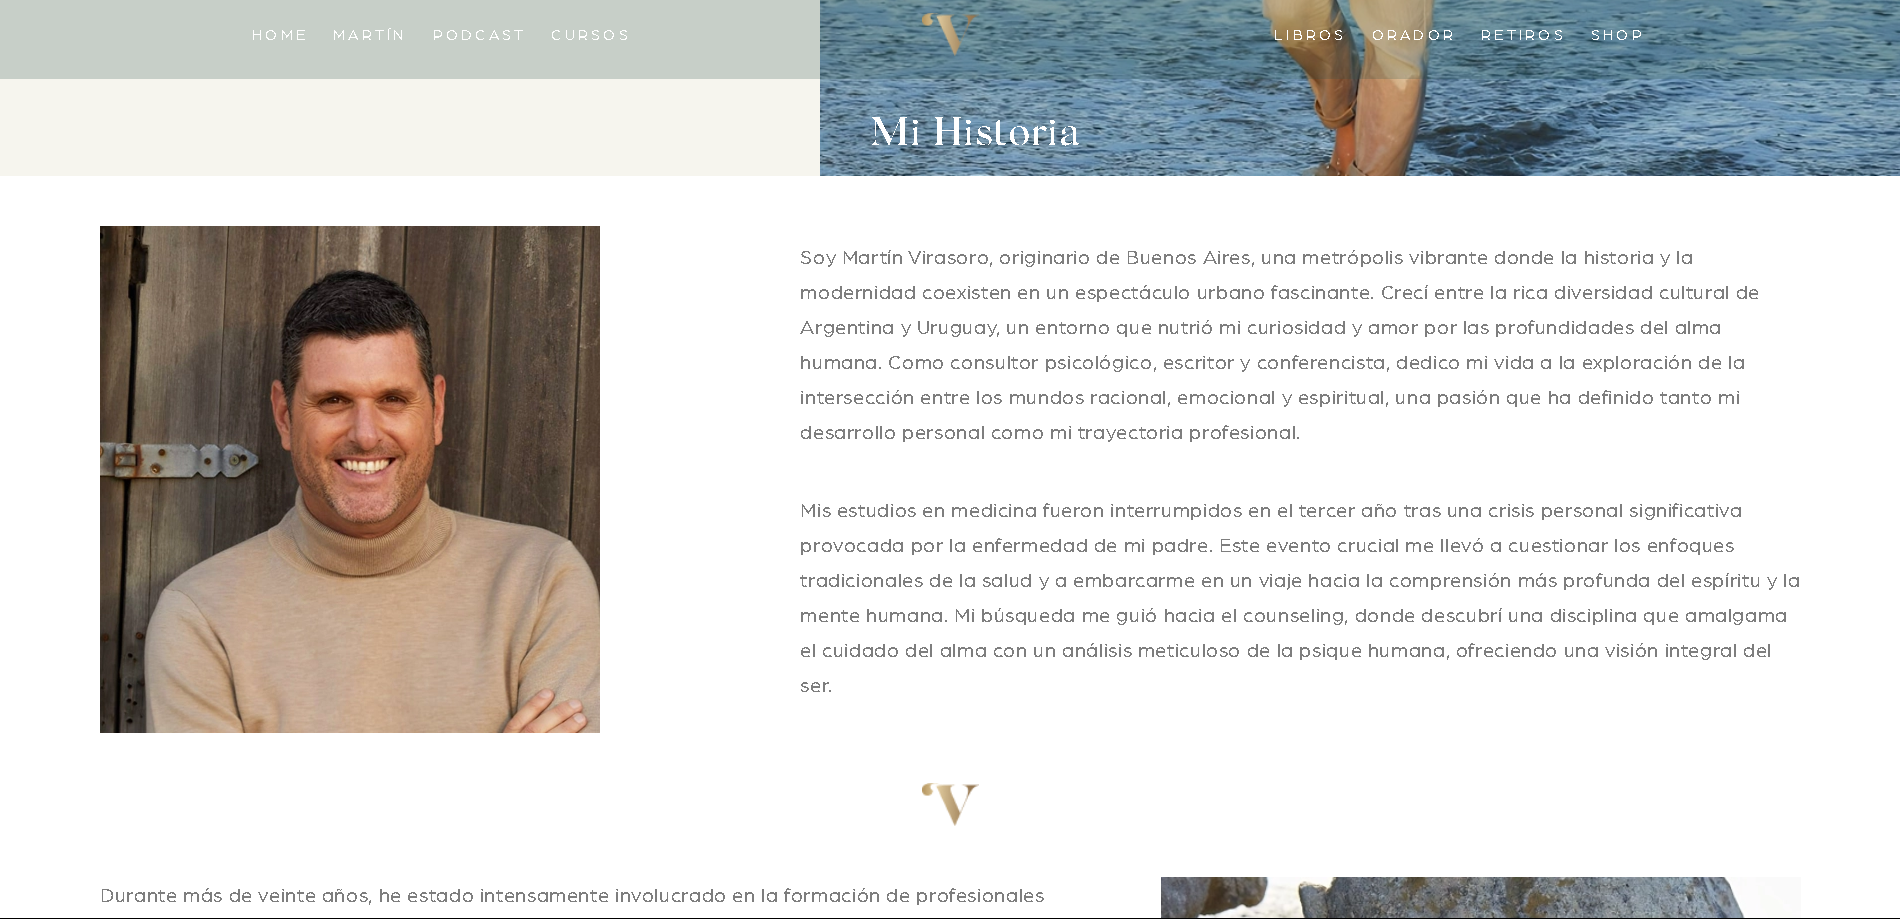 HOME MARTÍN PODCAST CURSOS V LIBROS ORADOR RETIROS SHOP
Mi Historia
Soy Martín Virasoro, originario de Buenos Aires, una metrópolis vibrante donde la historia y la
modernidad coexisten en un espectáculo urbano fascinante. Crecí entre la rica diversidad cultural de
Argentina y Uruguay, un entorno que nutrió mi curiosidad y amor por las profundidades del alma
humana. Como consultor psicológico, escritor y conferencista, dedico mi vida a la exploración de la
intersección entre los mundos racional, emocional y espiritual, una pasión que ha definido tanto mi
desarrollo personal como mi trayectoria profesional.
Mis estudios en medicina fueron interrumpidos en el tercer año tras una crisis personal significativa
provocada por la enfermedad de mi padre. Este evento crucial me llevó a cuestionar los enfoques
tradicionales de la salud y a embarcarme en un viaje hacia la comprensión más profunda del espíritu y la
mente humana. Mi búsqueda me guió hacia el counseling, donde descubrí una disciplina que amalgama
el cuidado del alma con un análisis meticuloso de la psique humana, ofreciendo una visión integral del
ser.
V
Durante más de veinte años, he estado intensamente involucrado en la formación de profesionales